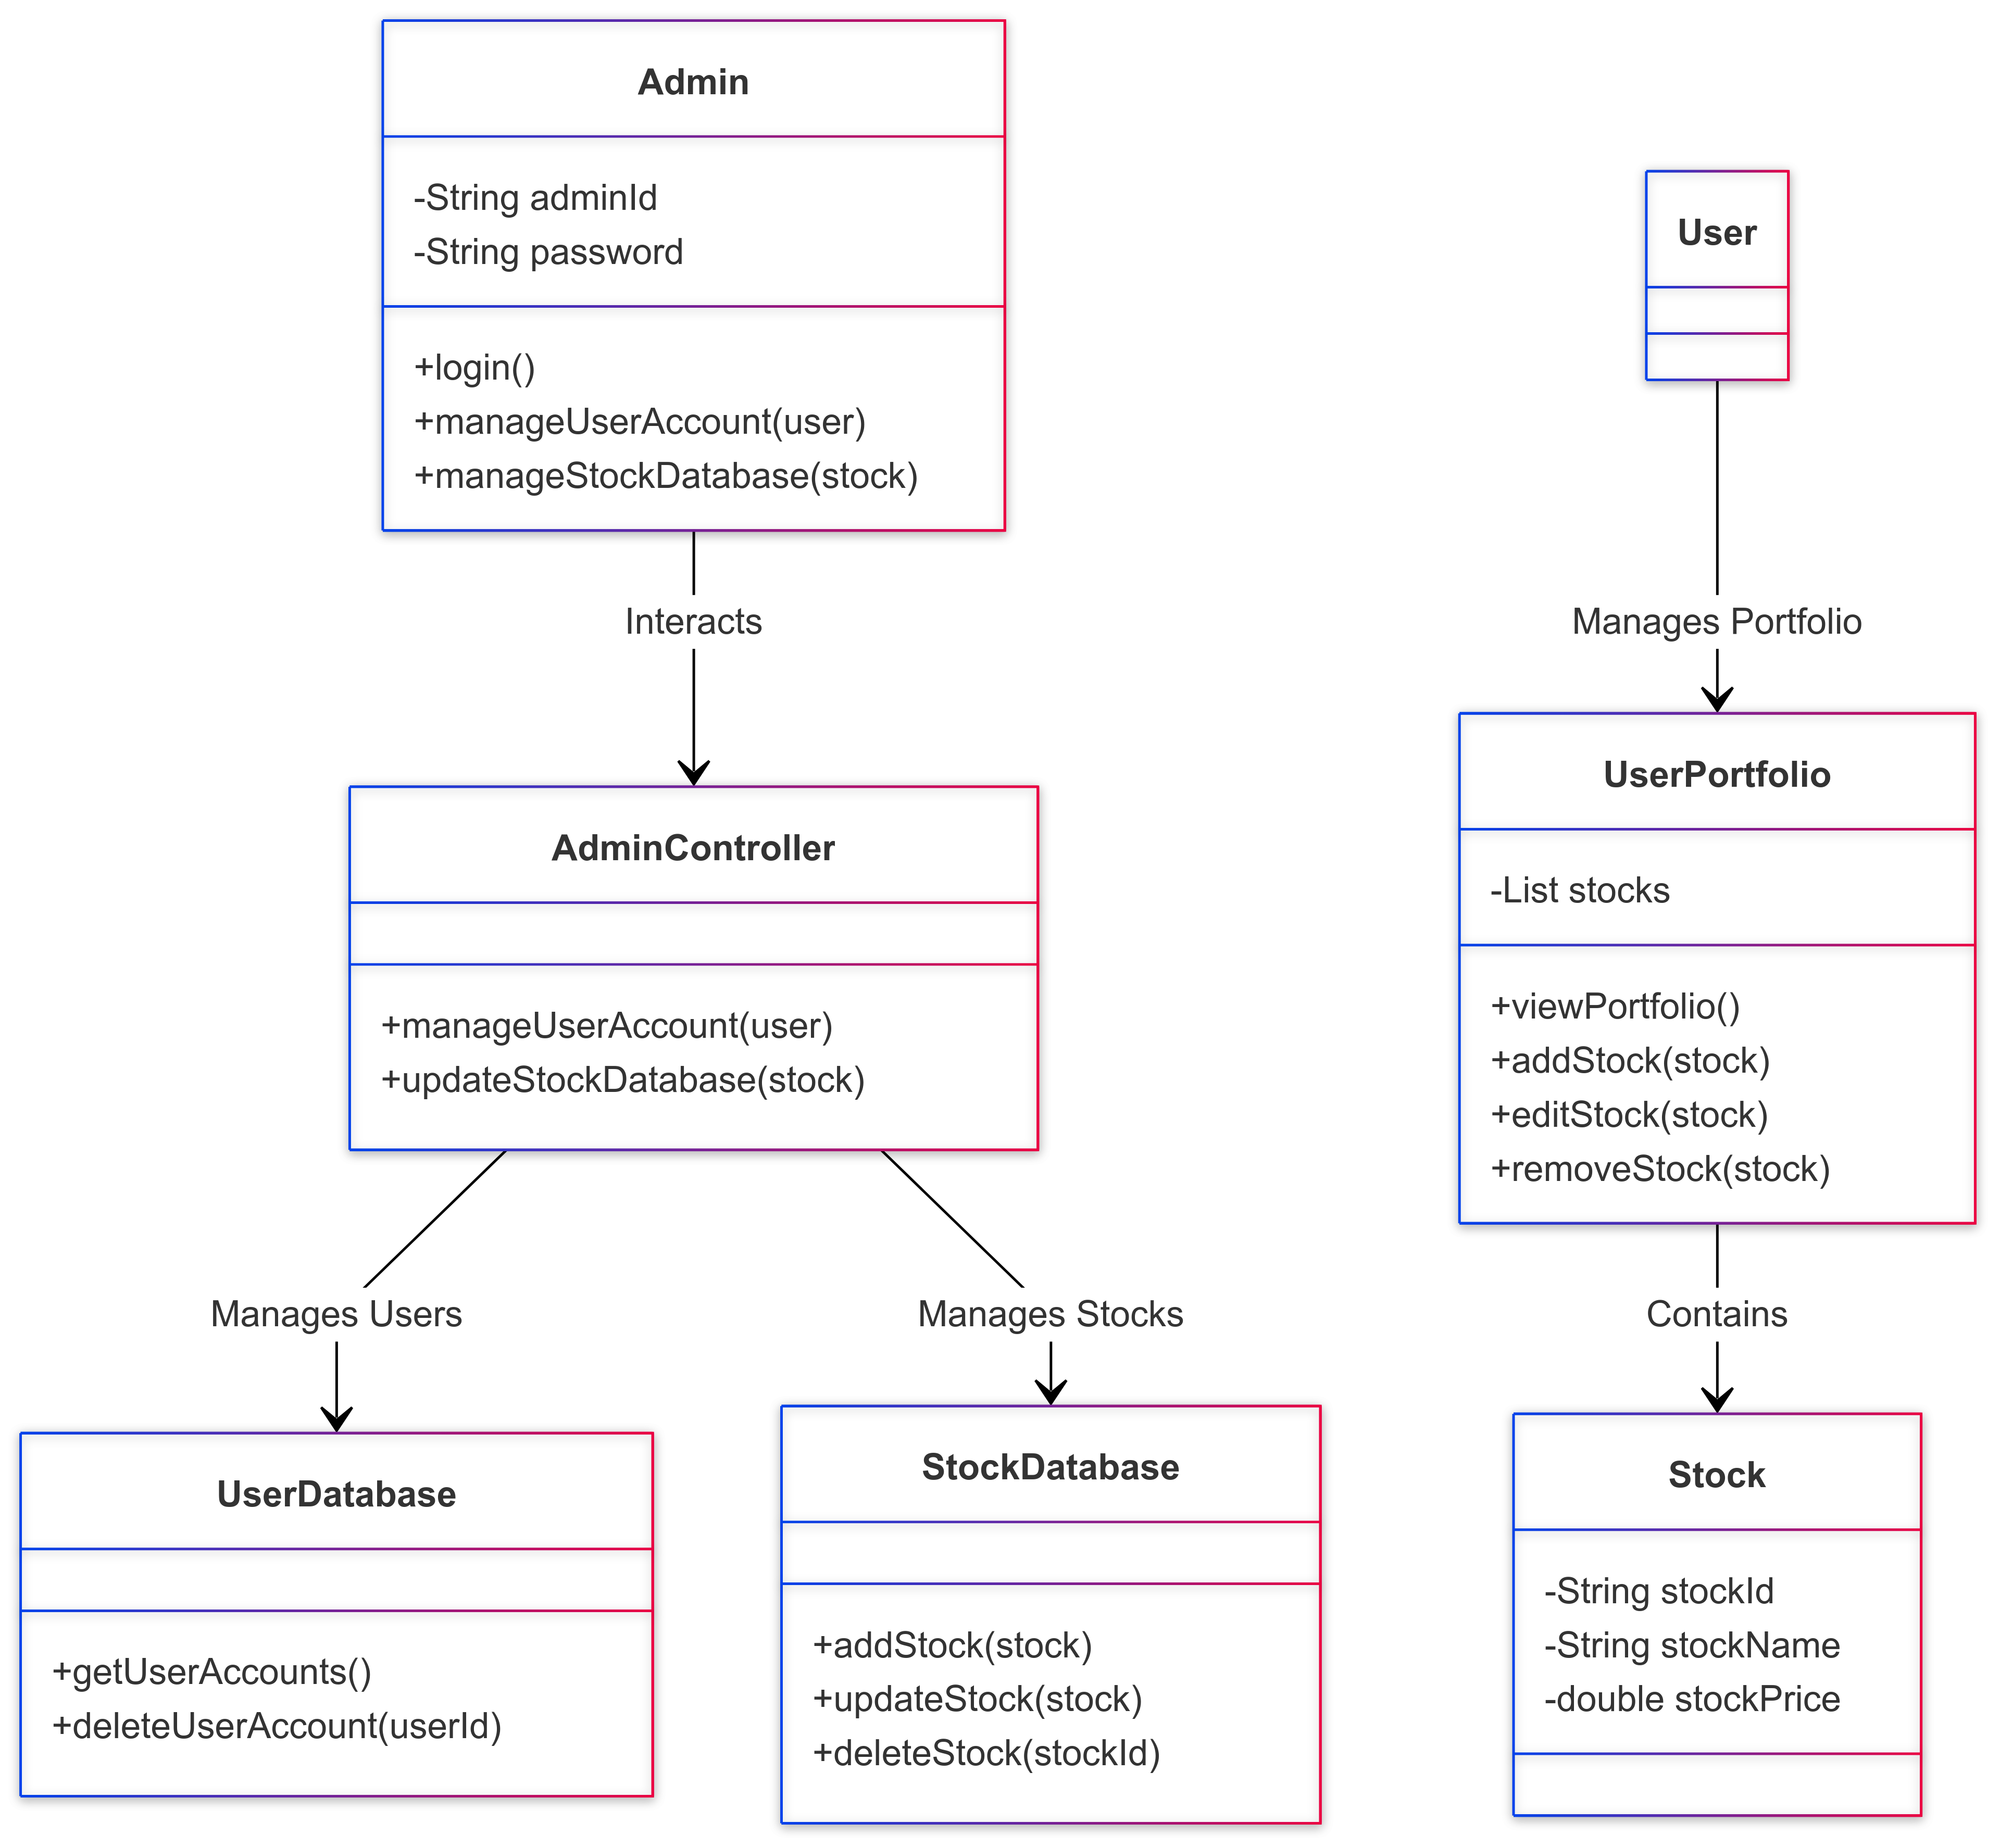 Admin
-String adminId
-String password
+login()
+manageUserAccount(user)
+manageStockDatabase(stock)
Interacts
AdminController
+manageUserAccount(user)
+updateStockDatabase(stock)
Manages Users
UserDatabase
+getUserAccounts()
+deleteUserAccount(userId)
Manages Stocks
StockDatabase
+addStock(stock)
+updateStock(stock)
+deleteStock(stockId)
User
Manages Portfolio
UserPortfolio
-List stocks
+viewPortfolio()
+addStock(stock)
+editStock(stock)
+removeStock(stock)
Contains
Stock
-String stockId
-String stockName
-double stockPrice